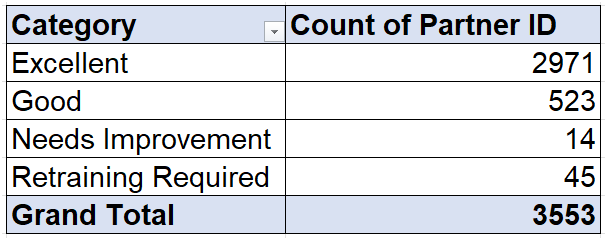 Category Count of Partner ID
Excellent 2971
Good 523
Needs Improvement 14
Retraining Required 45
Grand Total 3553